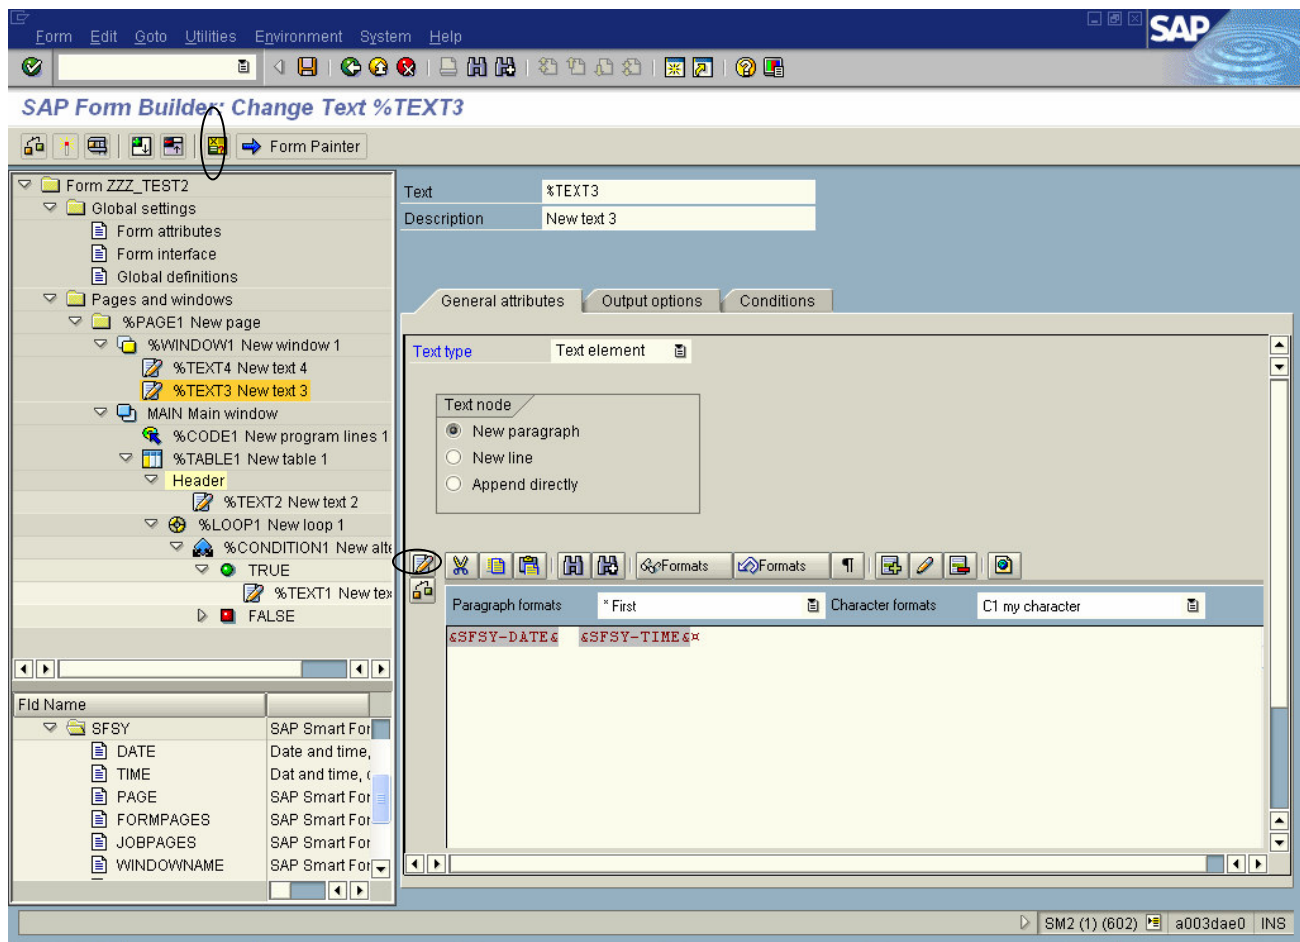 Form Edit Goto Utilities Environment System Help
SAP
SAP Form Builder: Change Text %TEXT3
Form Painter
Form ZZZ_TEST2
Global settings
Form attributes
Form interface
Global definitions
Pages and windows
%PAGE1 New page
%WINDOW1 New window 1
%TEXT4 New text 4
%TEXT3 New text 3
MAIN Main window
%CODE1 New program lines 1
%TABLE1 New table 1
Header
%TEXT2 New text 2
%LOOP1 New loop 1
%CONDITION1 New alte
TRUE
%TEXT1 New tex
FALSE
Fld Name
SFSY SAP Smart For
DATE Date and time,
TIME Dat and time, (
PAGE SAP Smart For
FORMPAGES SAP Smart For
JOBPAGES SAP Smart For
WINDOWNAME SAP Smart For
Text %TEXT3
Description New text 3
General attributes Output options Conditions
Text type Text element
Text node
New paragraph
New line
Append directly
Formats Formats ¶
Paragraph formats * First Character formats C1 my character
&SFSY-DATE& &SFSY-TIME&¤
SM2 (1) (602) a003dae0 INS